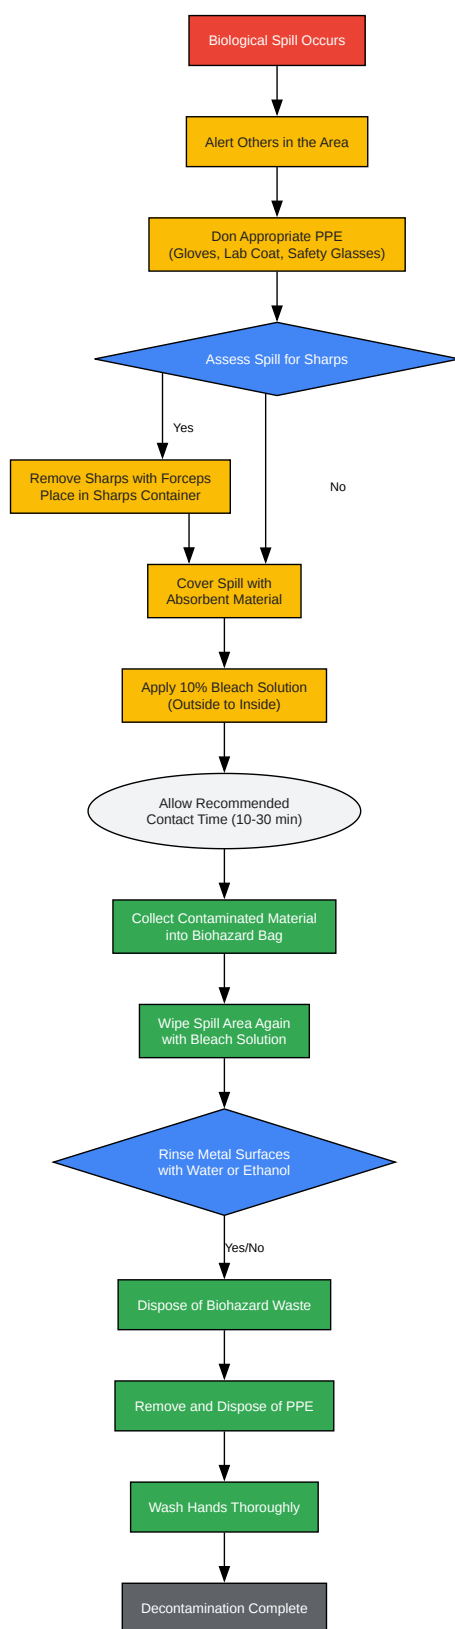 Biological Spill Occurs
Alert Others in the Area
Don Appropriate PPE
(Gloves, Lab Coat, Safety Glasses)
Assess Spill for Sharps
Yes
Remove Sharps with Forceps
Place in Sharps Container
No
Cover Spill with
Absorbent Material
Apply 10% Bleach Solution
(Outside to Inside)
Allow Recommended
Contact Time (10-30 min)
Collect Contaminated Material
into Biohazard Bag
Wipe Spill Area Again
with Bleach Solution
Rinse Metal Surfaces
with Water or Ethanol
Yes/No
Dispose of Biohazard Waste
Remove and Dispose of PPE
Wash Hands Thoroughly
Decontamination Complete